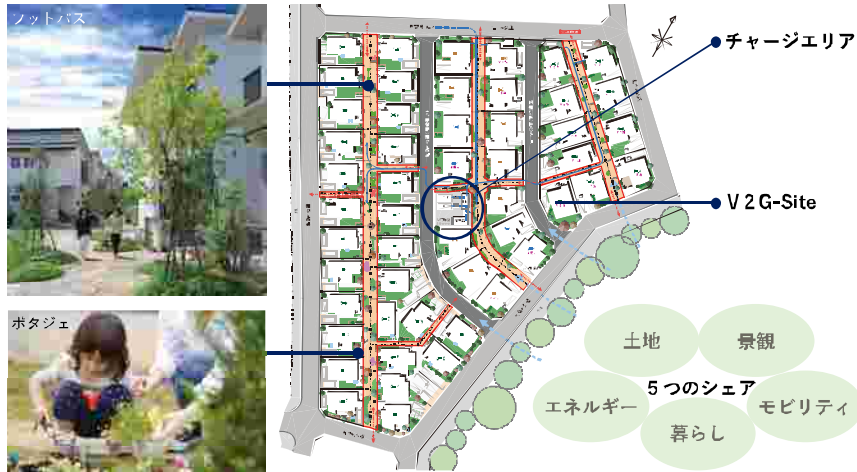 フットパス
チャージエリア
V2G-Site
ポタジェ
土地
景観
5つのシェア
エネルギー
モビリティ
暮らし